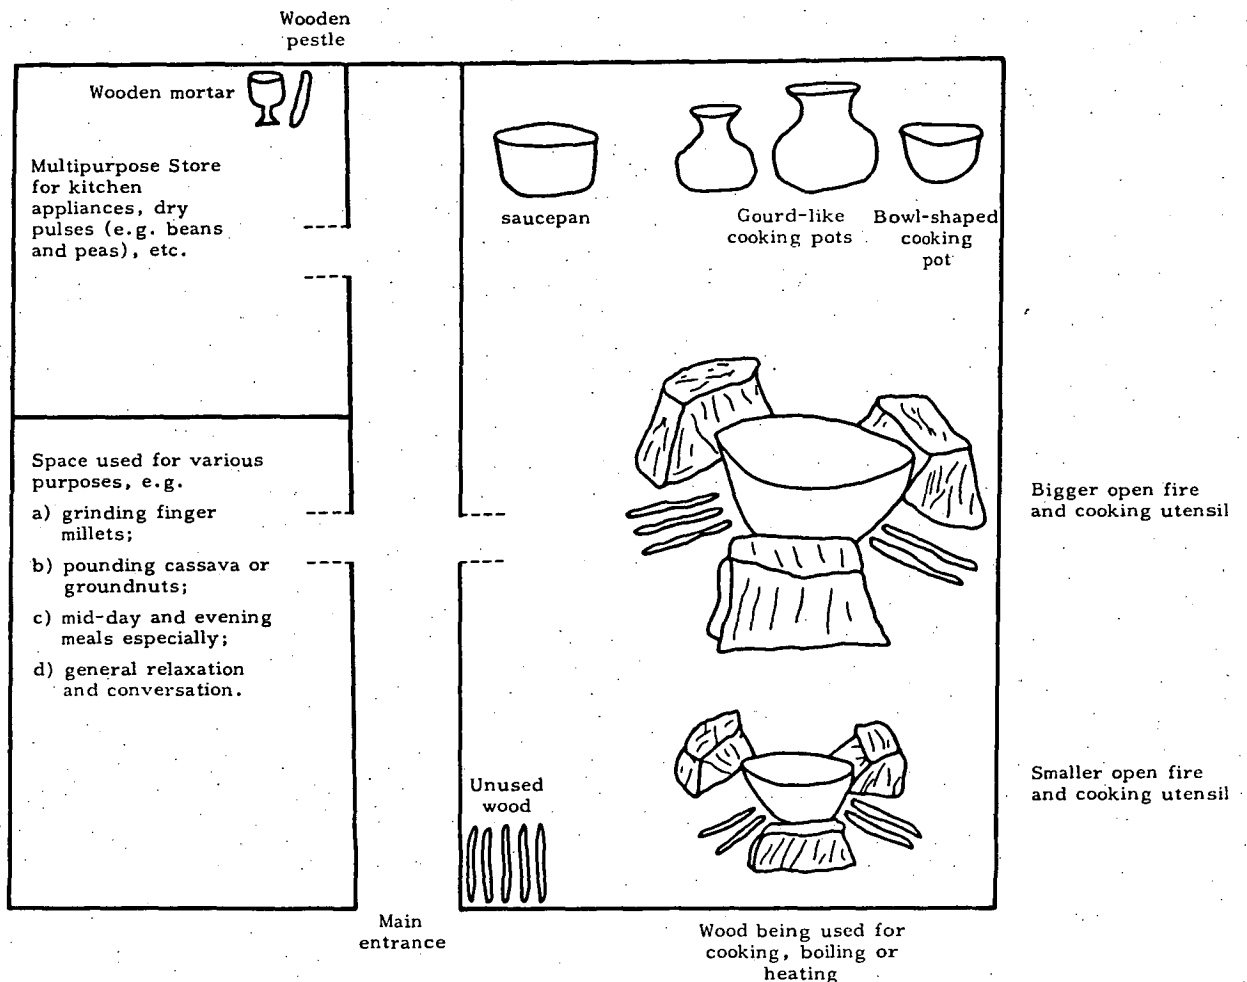 Wooden
pestle
Wooden mortar
Multipurpose Store
for kitchen
appliances, dry
pulses (e.g. beans
and peas), etc.
saucepan
Gourd-like
cooking pots
Bowl-shaped
cooking
pot
Space used for various
purposes, e.g.
a) grinding finger
millets;
b) pounding cassava or
groundnuts;
c) mid-day and evening
meals especially;
d) general relaxation
and conversation.
Bigger open fire
and cooking utensil
Smaller open fire
and cooking utensil
Unused
wood
Main
entrance
Wood being used for
cooking, boiling or
heating